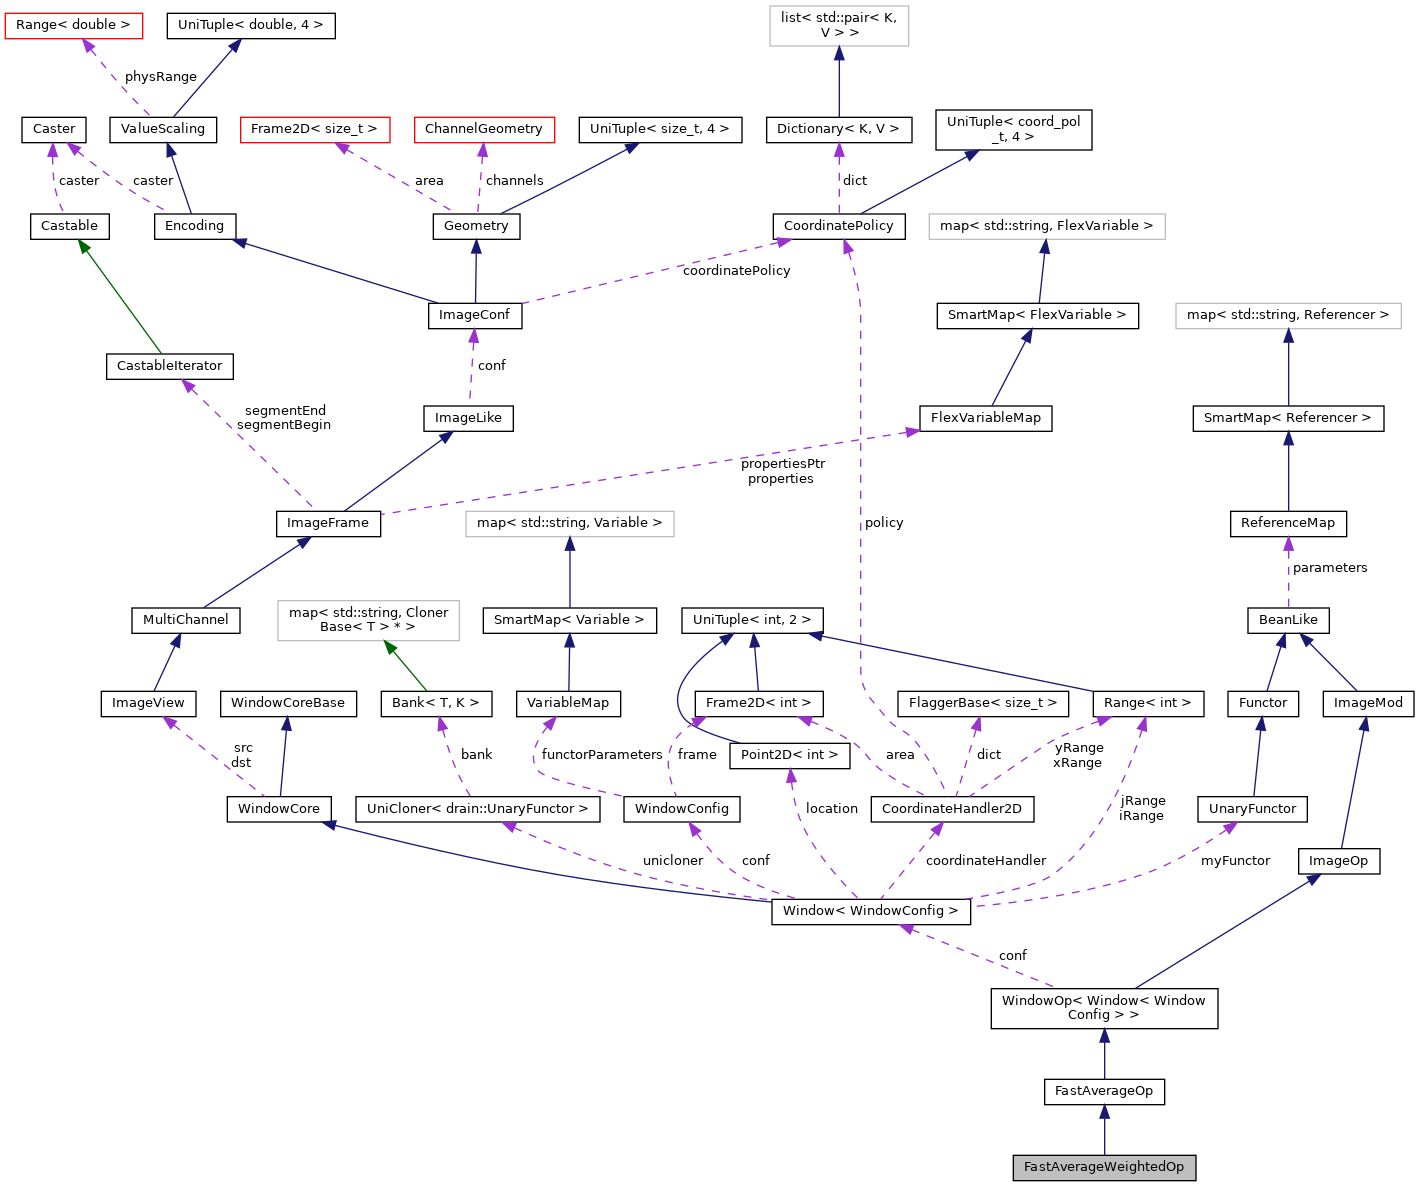 Range< double >
UniTuple< double, 4 >
list< std::pair< K,
V > >
physRange
Caster
ValueScaling
Frame2D< size_t >
ChannelGeometry
UniTuple< size_t, 4 >
Dictionary< K, V >
UniTuple< coord_pol
_t, 4 >
caster
caster
area
channels
dict
Castable
Encoding
Geometry
CoordinatePolicy
map< std::string, FlexVariable >
coordinatePolicy
ImageConf
SmartMap< FlexVariable >
map< std::string, Referencer >
CastableIterator
conf
segmentEnd
segmentBegin
ImageLike
FlexVariableMap
SmartMap< Referencer >
propertiesPtr
properties
ImageFrame
map< std::string, Variable >
policy
ReferenceMap
parameters
MultiChannel
map< std::string, Cloner
Base< T > * >
SmartMap< Variable >
UniTuple< int, 2 >
BeanLike
ImageView
WindowCoreBase
Bank< T, K >
VariableMap
Frame2D< int >
FlaggerBase< size_t >
Range< int >
Functor
ImageMod
src
dst
bank
functorParameters
frame
Point2D< int >
area
dict
yRange
xRange
WindowCore
UniCloner< drain::UnaryFunctor >
WindowConfig
location
CoordinateHandler2D
jRange
iRange
UnaryFunctor
unicloner
conf
coordinateHandler
myFunctor
ImageOp
Window< WindowConfig >
conf
WindowOp< Window< Window
Config > >
FastAverageOp
FastAverageWeightedOp